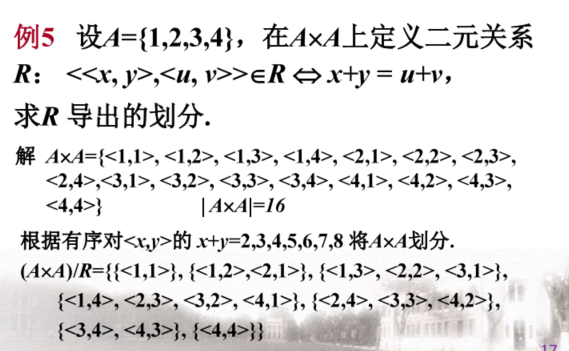 例5 设A={1,2,3,4}，在A×A上定义二元关系
R： <<x, y>,<u, v>>∈R ⇔ x+y = u+v，
求R 导出的划分.
解 A×A={<1,1>, <1,2>, <1,3>, <1,4>, <2,1>, <2,2>, <2,3>,
<2,4>,<3,1>, <3,2>, <3,3>, <3,4>, <4,1>, <4,2>, <4,3>,
<4,4>} |A×A|=16
根据有序对<x,y>的 x+y=2,3,4,5,6,7,8 将A×A划分.
(A×A)/R={{<1,1>}, {<1,2>,<2,1>}, {<1,3>, <2,2>, <3,1>},
{<1,4>, <2,3>, <3,2>, <4,1>}, {<2,4>, <3,3>, <4,2>},
{<3,4>, <4,3>}, {<4,4>}}
17